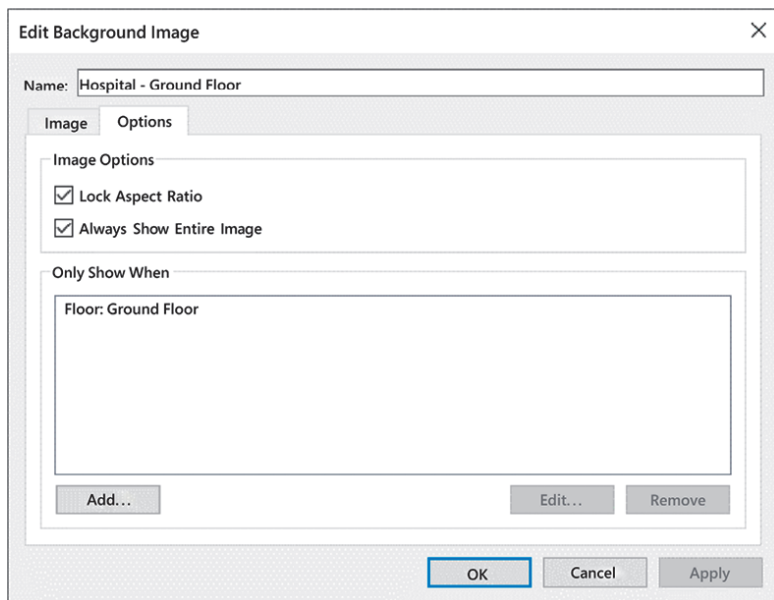 Edit Background Image
Name: Hospital - Ground Floor
Image Options
Image Options
Lock Aspect Ratio
Always Show Entire Image
Only Show When
Floor: Ground Floor
Add... Edit... Remove
OK Cancel Apply